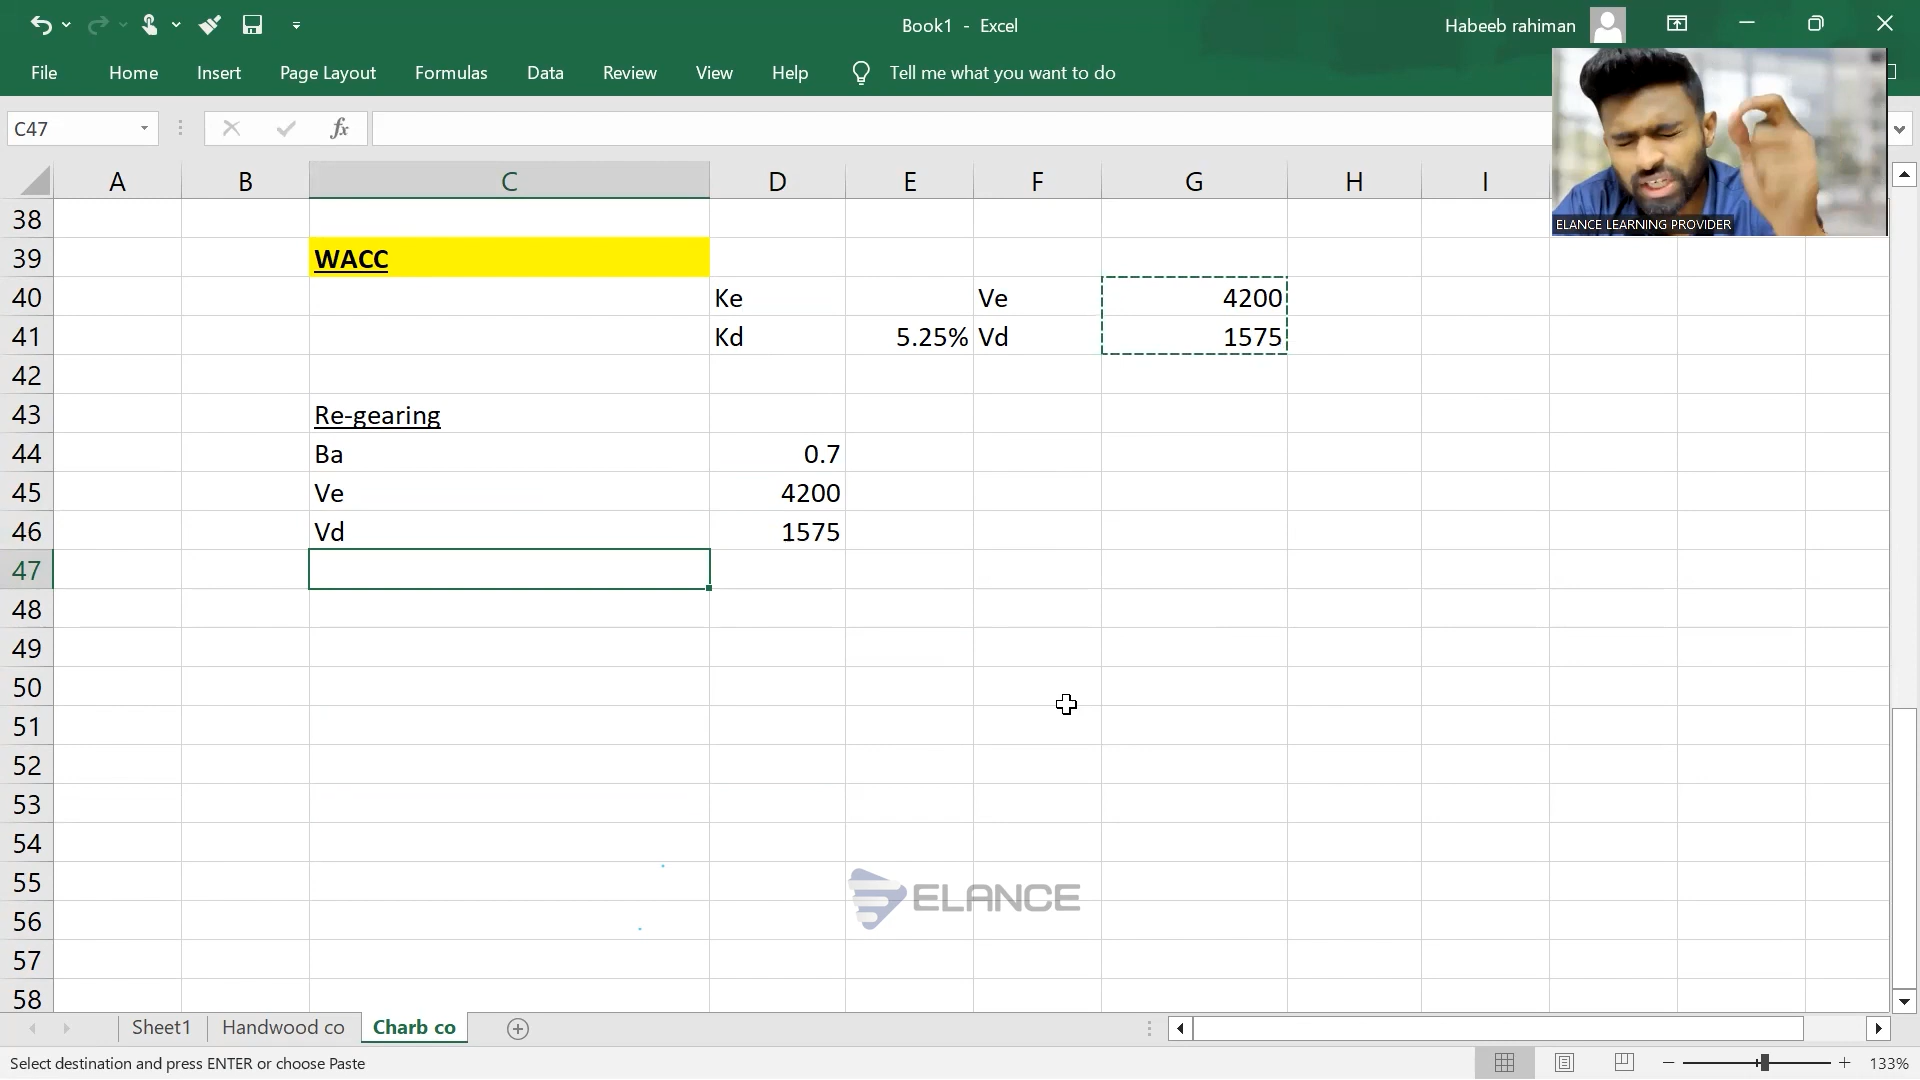 Book1 - Excel
Habeeb rahiman
File Home Insert Page Layout Formulas Data Review View Help Tell me what you want to do
C47
fx
ELANCE LEARNING PROVIDER
A B C D E F G H I
38
39 WACC
40 Ke Ve 4200
41 Kd 5.25% Vd 1575
42
43 Re-gearing
44 Ba 0.7
45 Ve 4200
46 Vd 1575
47
48
49
50
51
52
53
54
55
ELANCE
56
57
58
Sheet1 Handwood co Charb co
Select destination and press ENTER or choose Paste
133%